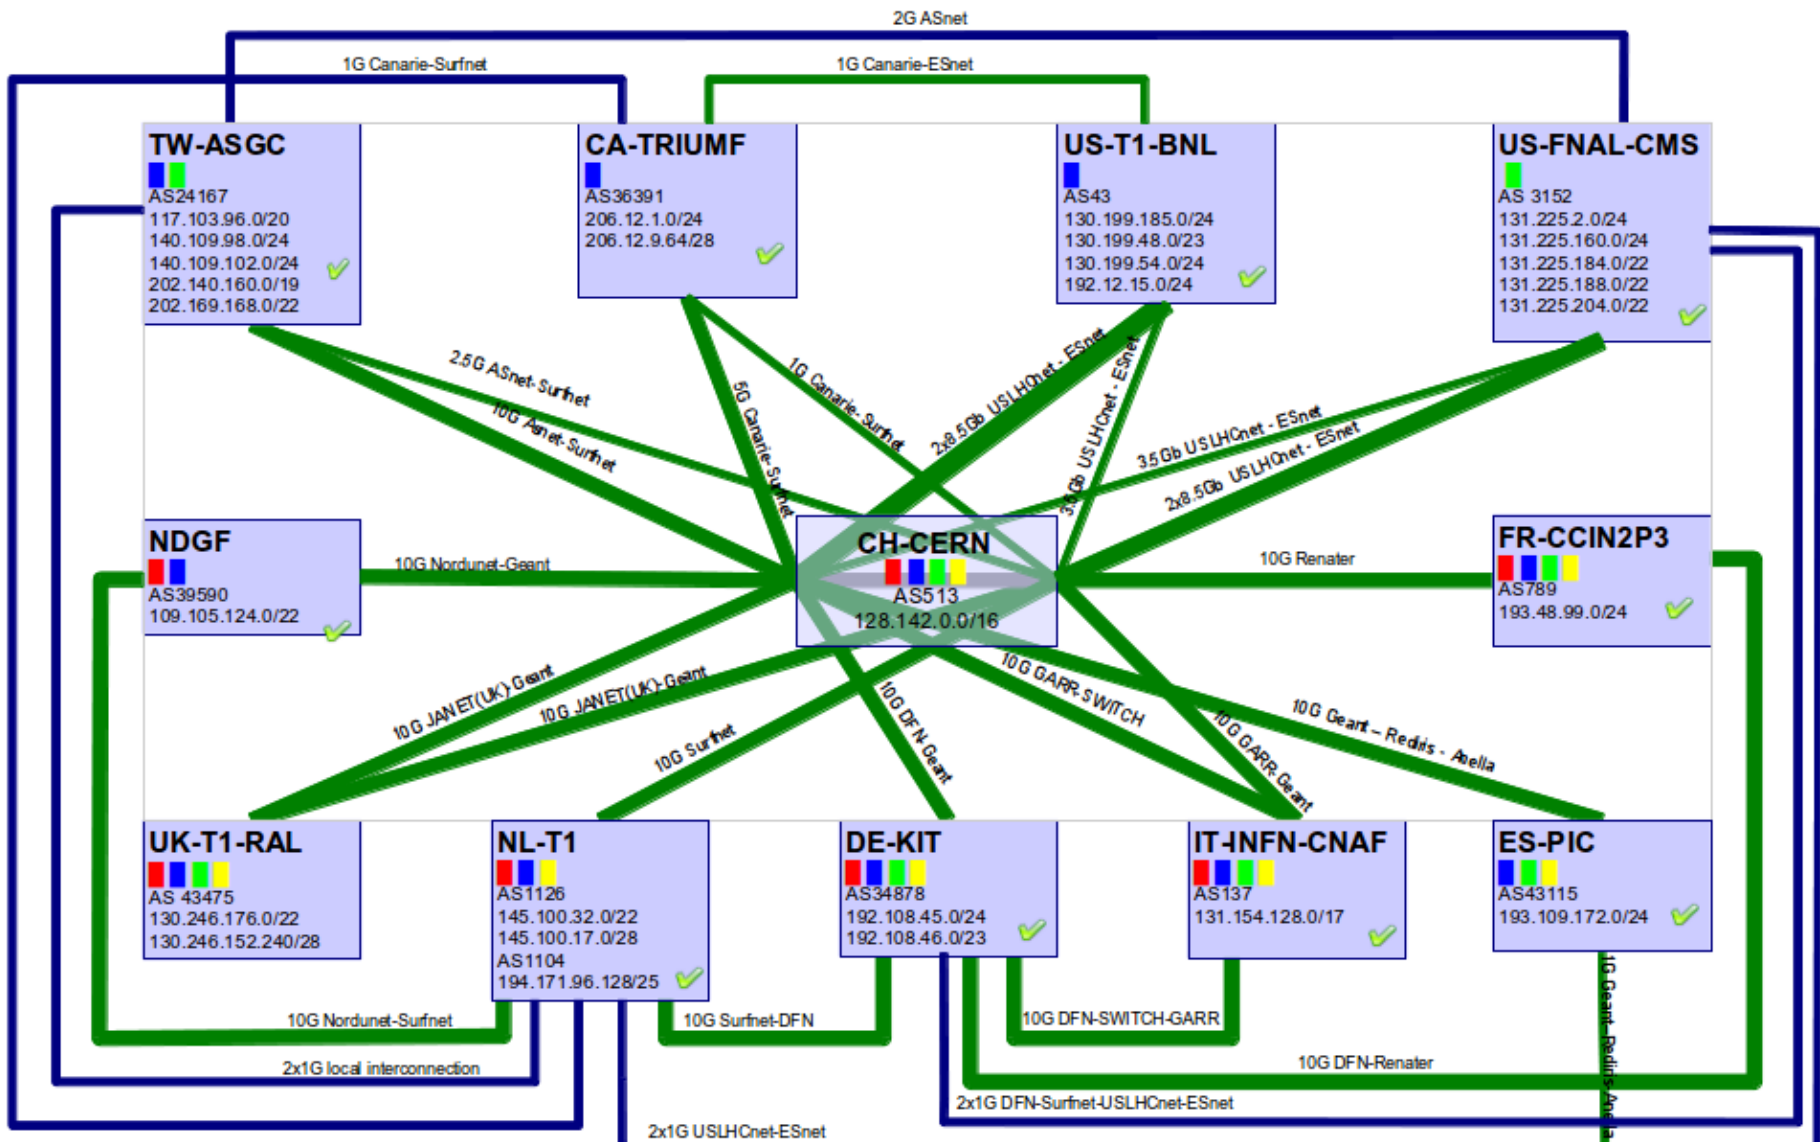 2G ASnet
1G Canarie-Surfnet
1G Canarie-ESnet
TW-ASGC
AS24167
117.103.96.0/20
140.109.98.0/24
140.109.102.0/24
202.140.160.0/19
202.169.168.0/22
CA-TRIUMF
AS36391
206.12.1.0/24
206.12.9.64/28
US-T1-BNL
AS43
130.199.185.0/24
130.199.48.0/23
130.199.54.0/24
192.12.15.0/24
US-FNAL-CMS
AS 3152
131.225.2.0/24
131.225.160.0/24
131.225.184.0/22
131.225.188.0/22
131.225.204.0/22
2.5G ASnet-Surfnet
10G Asnet-Surfnet
5G Canarie-Surfnet
1G Canarie-Surfnet
2x8.5Gb USLHCnet - ESnet
3.5Gb USLHCnet - ESnet
3.5Gb USLHCnet - ESnet
2x8.5Gb USLHCnet - ESnet
NDGF
AS39590
109.105.124.0/22
10G Nordunet-Geant
CH-CERN
AS513
128.142.0.0/16
10G Renater
FR-CCIN2P3
AS789
193.48.99.0/24
10G JANET(UK)-Geant
10G JANET(UK)-Geant
10G Surfnet
10G DFN-Geant
10G GARR-SWITCH
10G GARR-Geant
10G Geant – Rediris - Anella
UK-T1-RAL
AS 43475
130.246.176.0/22
130.246.152.240/28
NL-T1
AS1126
145.100.32.0/22
145.100.17.0/28
AS1104
194.171.96.128/25
DE-KIT
AS34878
192.108.45.0/24
192.108.46.0/23
IT-INFN-CNAF
AS137
131.154.128.0/17
ES-PIC
AS43115
193.109.172.0/24
10G Nordunet-Surfnet
10G Surfnet-DFN
10G DFN-SWITCH-GARR
1G Geant-Rediris-Anella
2x1G local interconnection
10G DFN-Renater
2x1G DFN-Surfnet-USLHCnet-ESnet
2x1G USLHCnet-ESnet